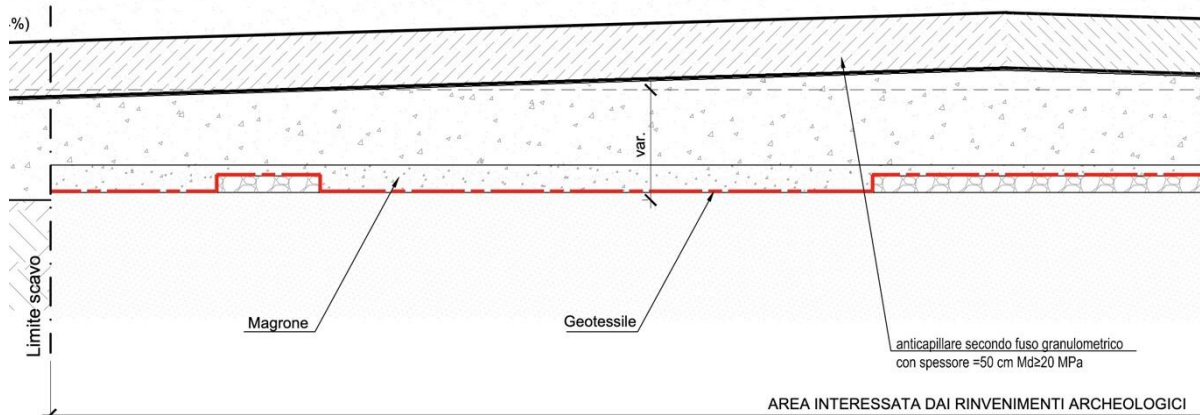 %)
var.
Limite scavo
Magrone
Geotessile
anticapillare secondo fuso granulometrico
con spessore =50 cm Md≥20 MPa
AREA INTERESSATA DAI RINVENIMENTI ARCHEOLOGICI